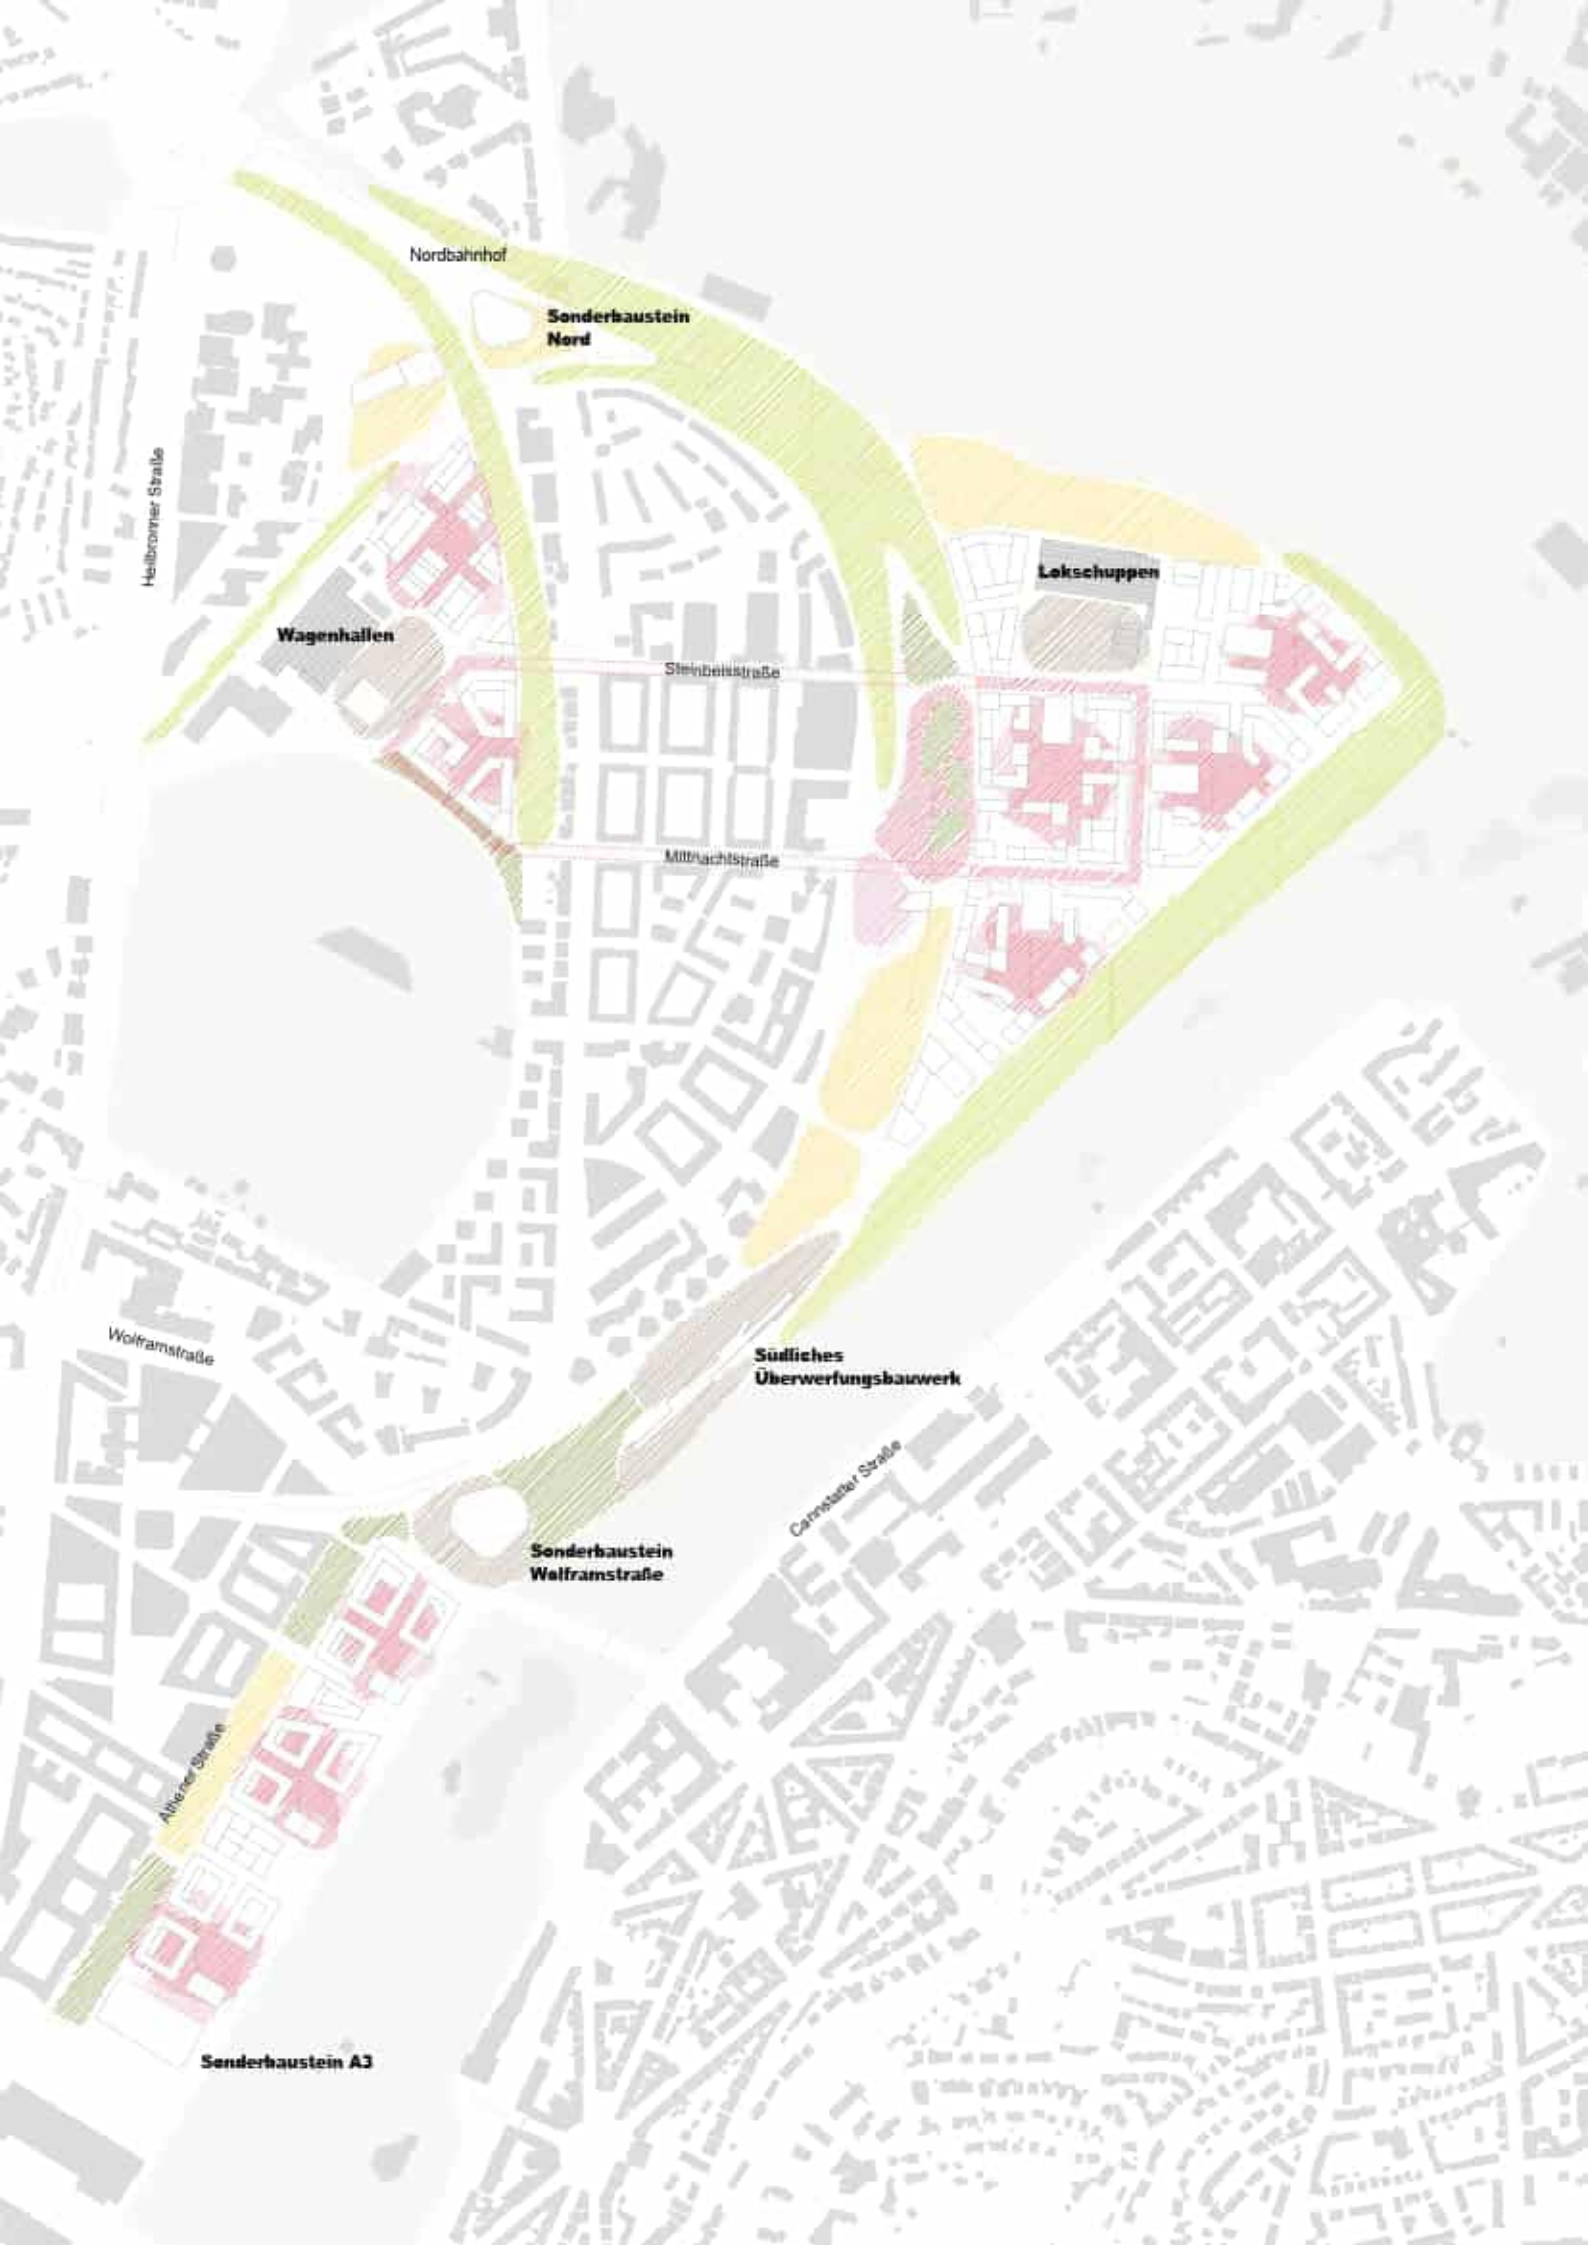 Nordbahnhof
Sonderbaustein
Nord
Heilbronner Straße
Lokschuppen
Wagenhallen
Steinbeisstraße
Mittnachtstraße
Wolframstraße
Südliches
Überwerfungsbauwerk
Cannstatter Straße
Sonderbaustein
Wolframstraße
Athener Straße
Sonderbaustein A3